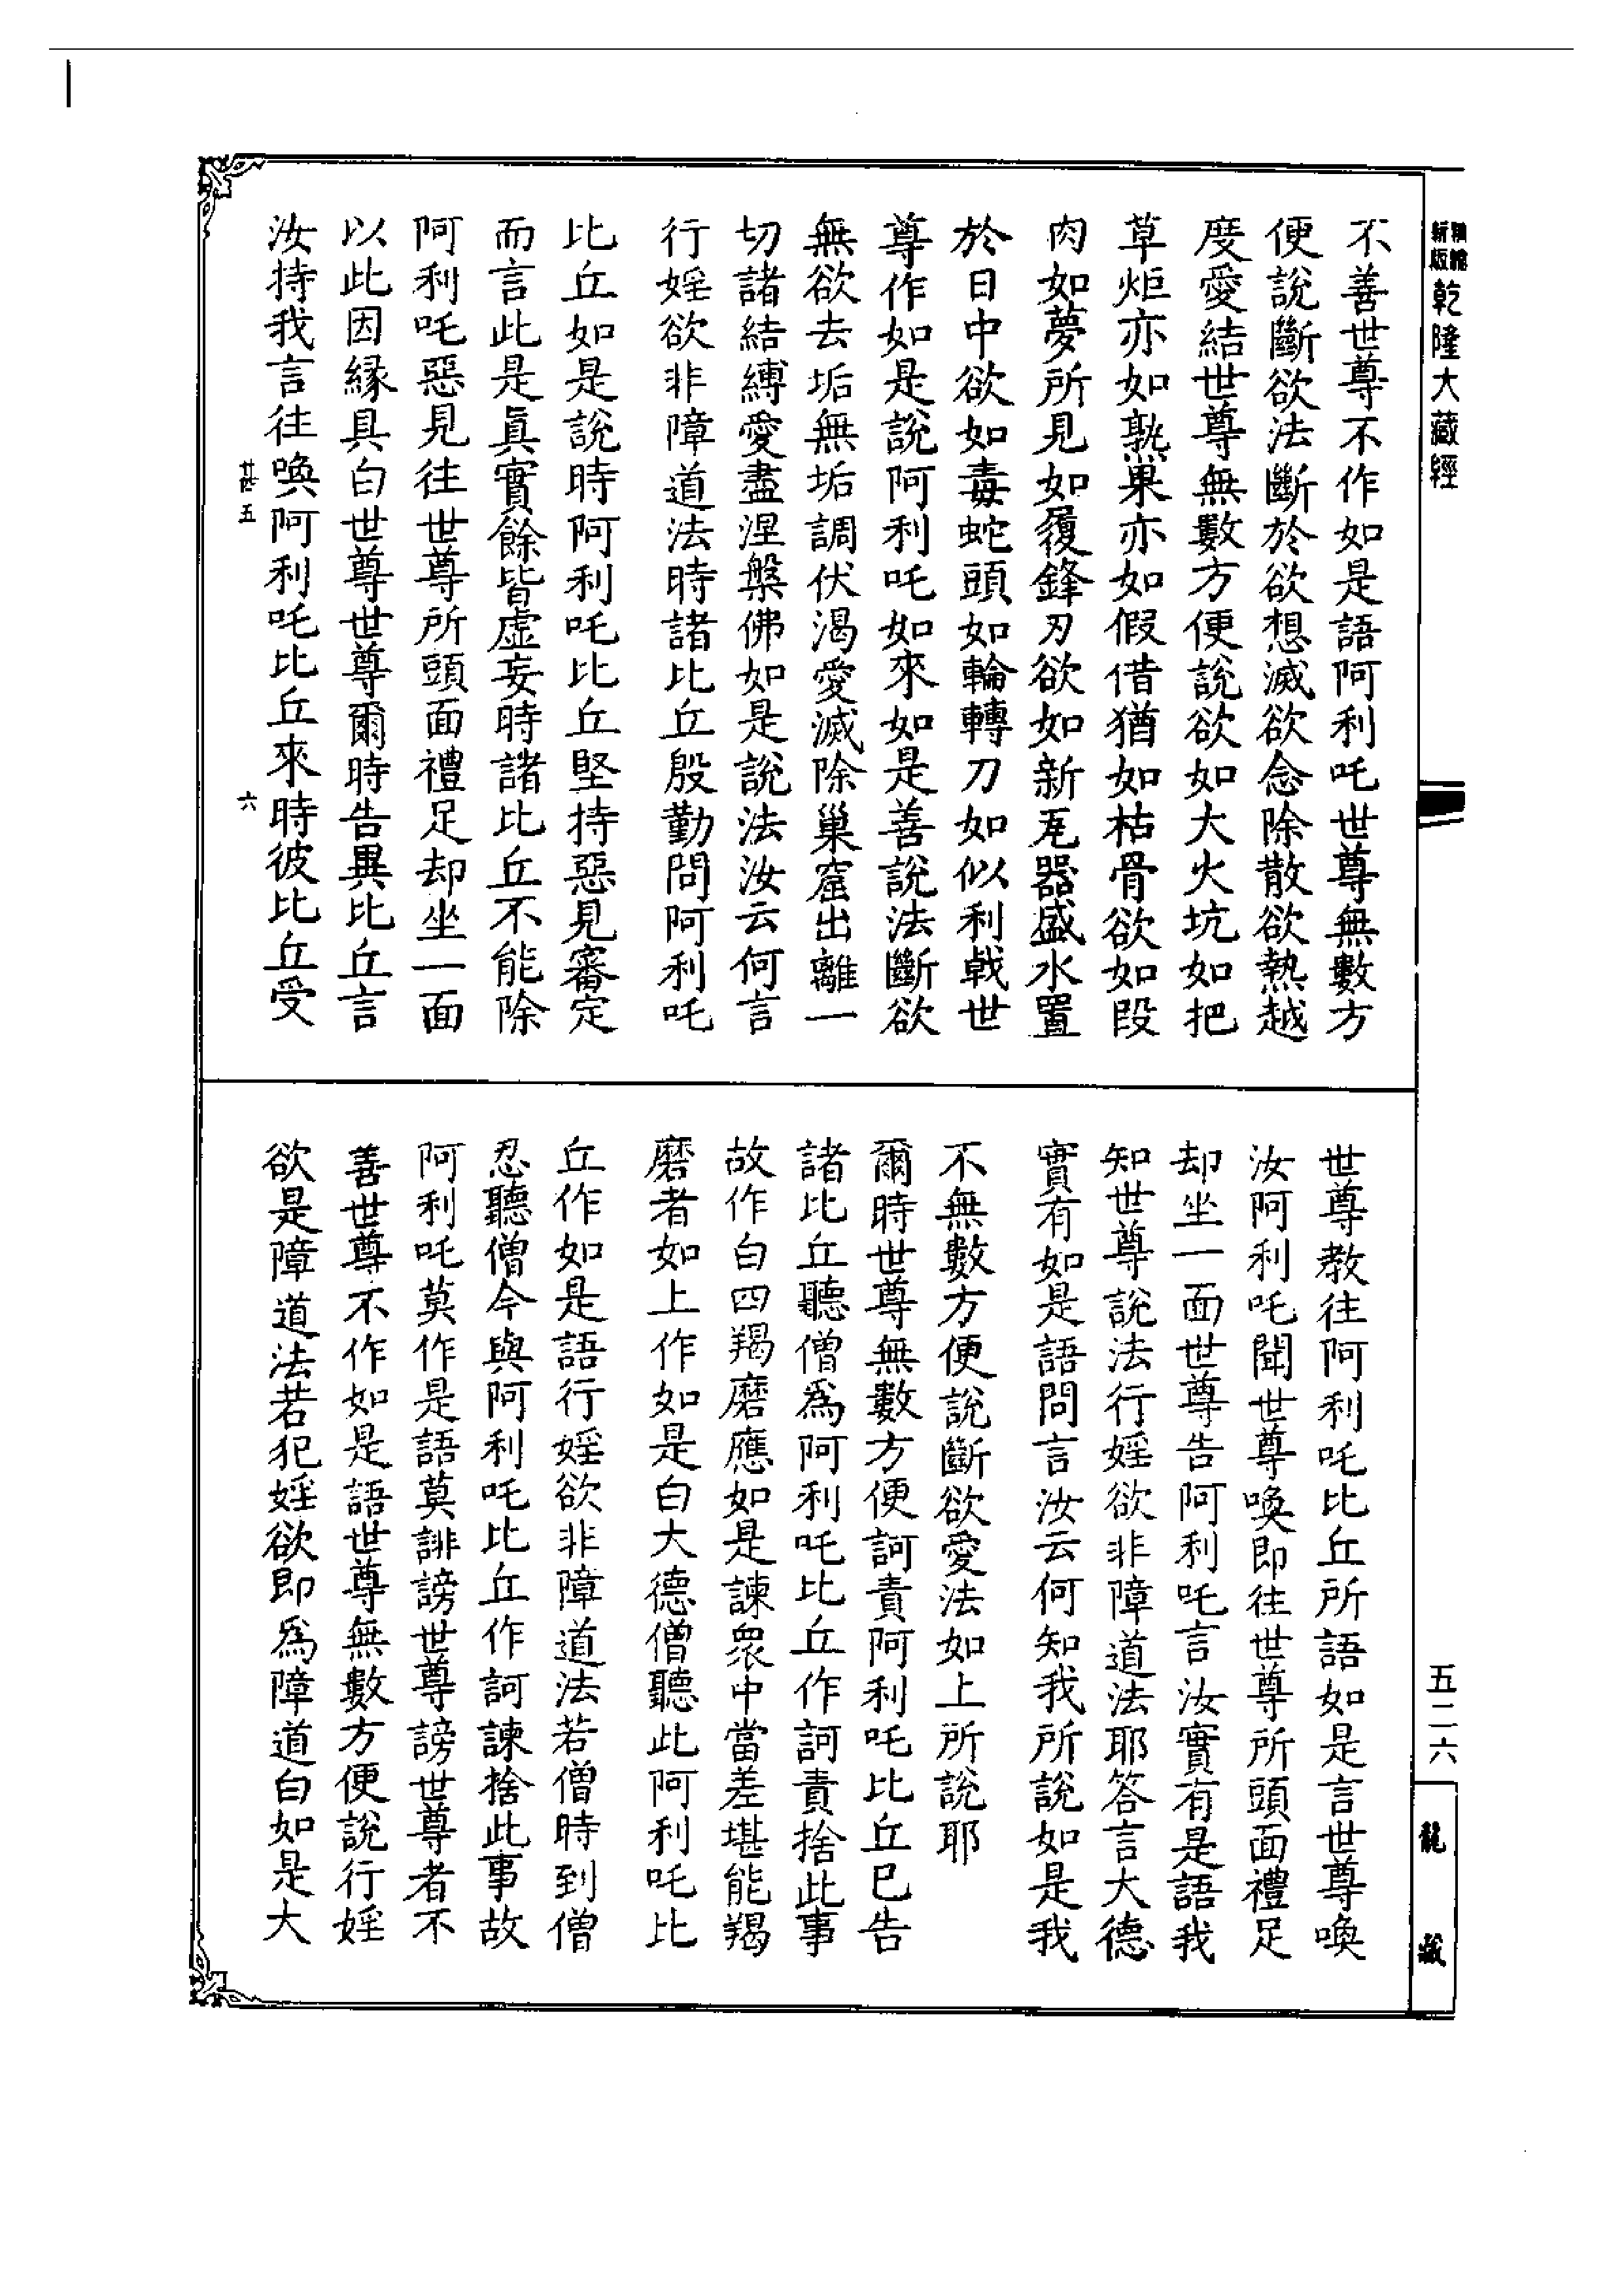 新版
乾隆大藏經
不善世尊不作如是語阿利吒世尊無數方
便說斷欲法斷於欲想滅欲念除散欲熱越
度愛結世尊無數方便說欲如大火坑如把
草炬亦如熟果亦如假借猶如枯骨欲如段
肉如夢所見如履鋒刃欲如新瓦器盛水置
於日中欲如毒蛇頭如輪轉刀如似利戟世
尊作如是說阿利吒如來如是善說法斷欲
無欲去垢無垢調伏渴愛滅除巢窟出離一
切諸結縛愛盡涅槃佛如是說法汝云何言
行婬欲非障道法時諸比丘殷勤問阿利吒
比丘如是說時阿利吒比丘堅持惡見審定
而言此是眞實餘皆虛妄時諸比丘不能除
阿利吒惡見往世尊所頭面禮足却坐一面
以此因緣具白世尊世尊爾時告異比丘言
汝持我言往喚阿利吒比丘來時彼比丘受
五
六
世尊教往阿利吒比丘所語如是言世尊喚
汝阿利吒聞世尊喚即往世尊所頭面禮足
却坐一面世尊告阿利吒言汝實有是語我
知世尊說法行婬欲非障道法耶答言大德
實有如是語問言汝云何知我所說如是我
不無數方便說斷欲愛法如上所說耶
爾時世尊無數方便訶責阿利吒比丘巳告
諸比丘聽僧爲阿利吒比丘作訶責捨此事
故作白四羯磨應如是諫衆中當差堪能羯
磨者如上作如是白大德僧聽此阿利吒比
丘作如是語行婬欲非障道法若僧時到僧
忍聽僧今與阿利吒比丘作訶諫捨此事故
阿利吒莫作是語莫誹謗世尊謗世尊者不
善世尊不作如是語世尊無數方便說行婬
欲是障道法若犯婬欲即爲障道白如是大
五二六
龍藏